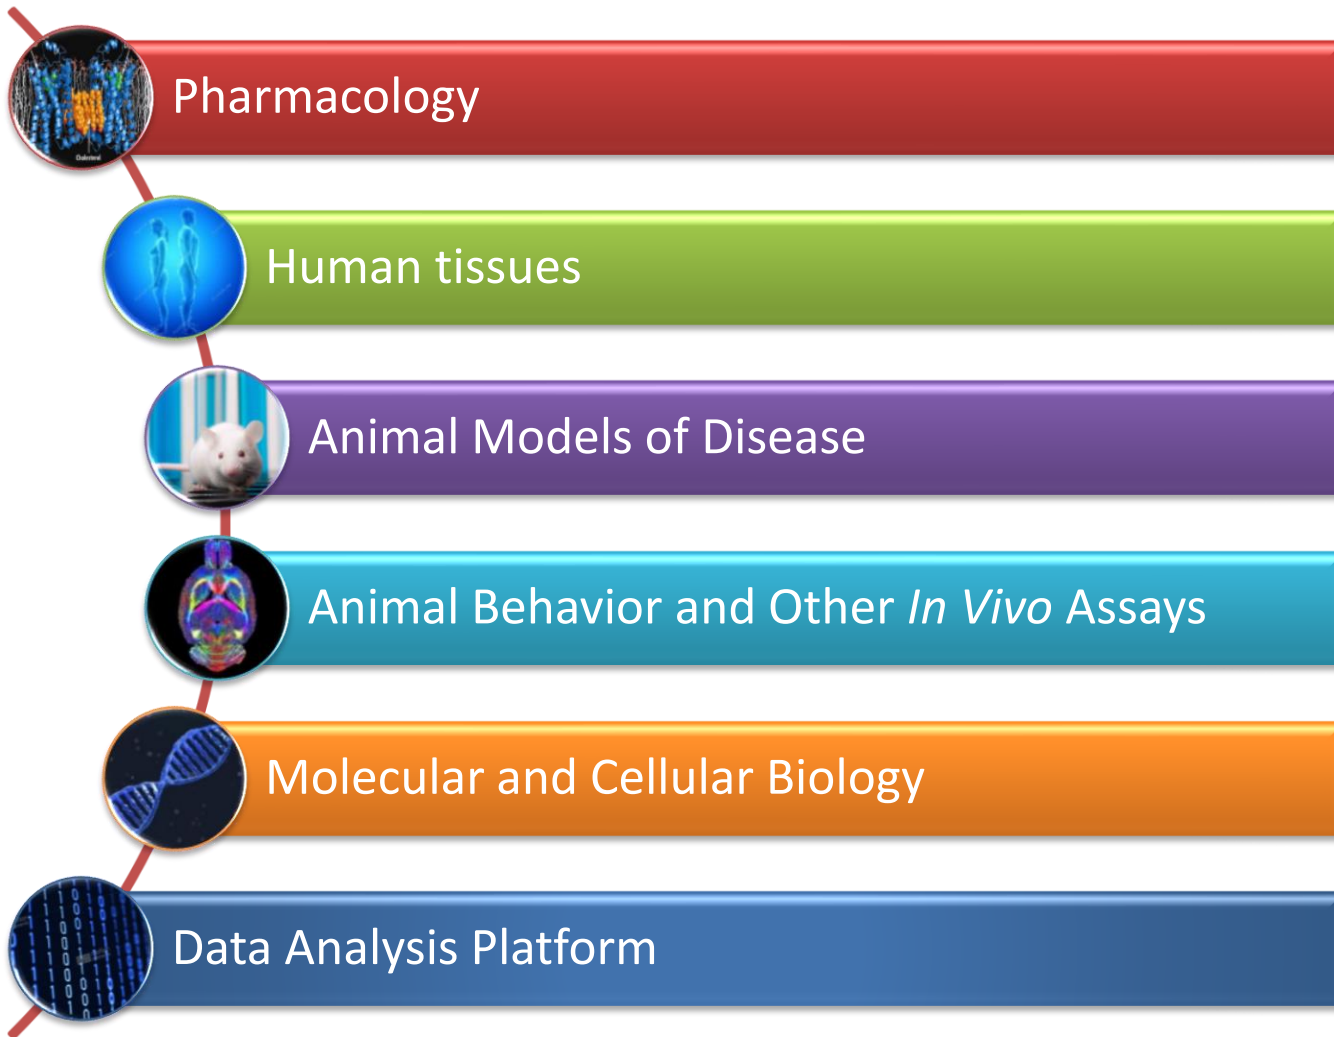 Pharmacology
Cholesterol
Human tissues
Animal Models of Disease
Animal Behavior and Other In Vivo Assays
Molecular and Cellular Biology
Data Analysis Platform